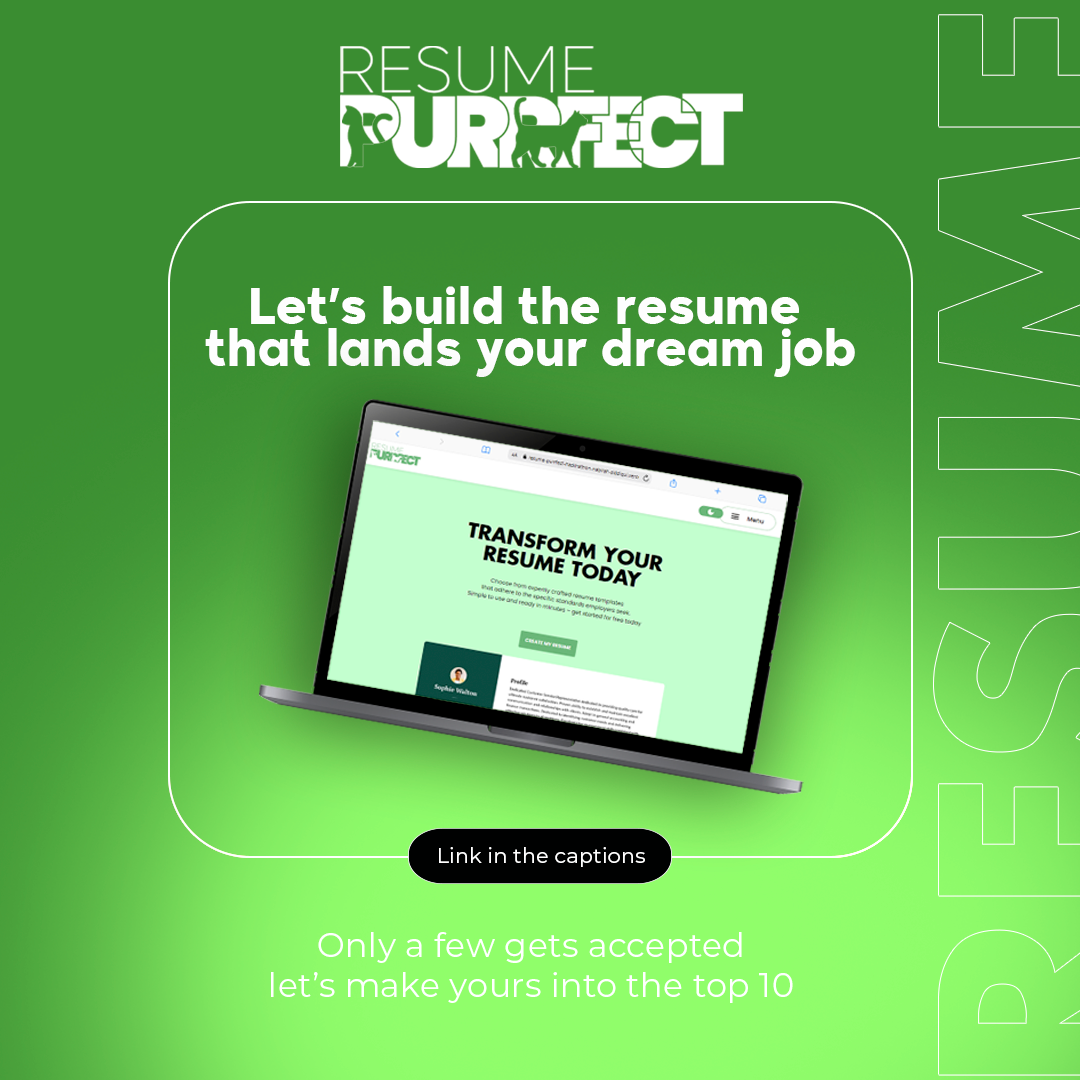 RESUME
PURRFECT
Let's build the resume
that lands your dream job
PURRFECT
Menu
TRANSFORM YOUR
RESUME TODAY
Choose from expertly crafted resume templates
that adhere to the specific standards employers seek.
Simple to use and ready in minutes – get started for free today
CREATE MY RESUME
Sophie Walton
Profile
Link in the captions
Only a few gets accepted
let's make yours into the top 10
RESUME